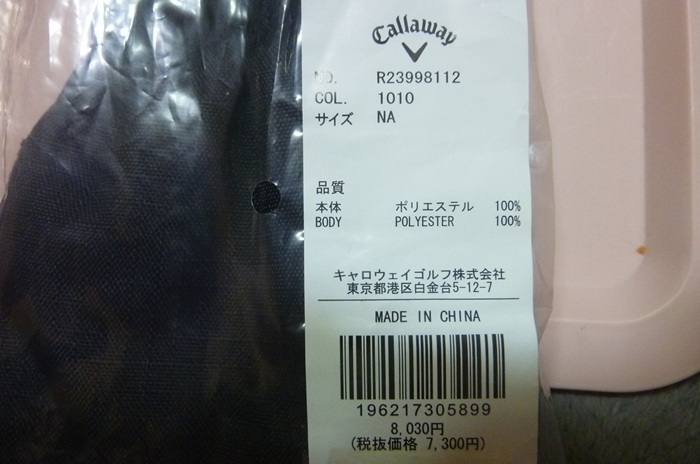 Callaway
NO. R23998112
COL. 1010
サイズ NA
品質
本体 ポリエステル 100%
BODY POLYESTER 100%
キャロウェイゴルフ株式会社
東京都港区白金台5-12-7
MADE IN CHINA
196217305899
8,030円
(税抜価格 7,300円)